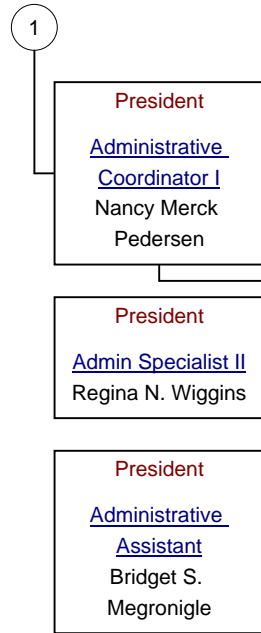 1
President
Administrative
Coordinator I
Nancy Merck
Pedersen
President
Admin Specialist II
Regina N. Wiggins
President
Administrative
Assistant
Bridget S.
Megronigle